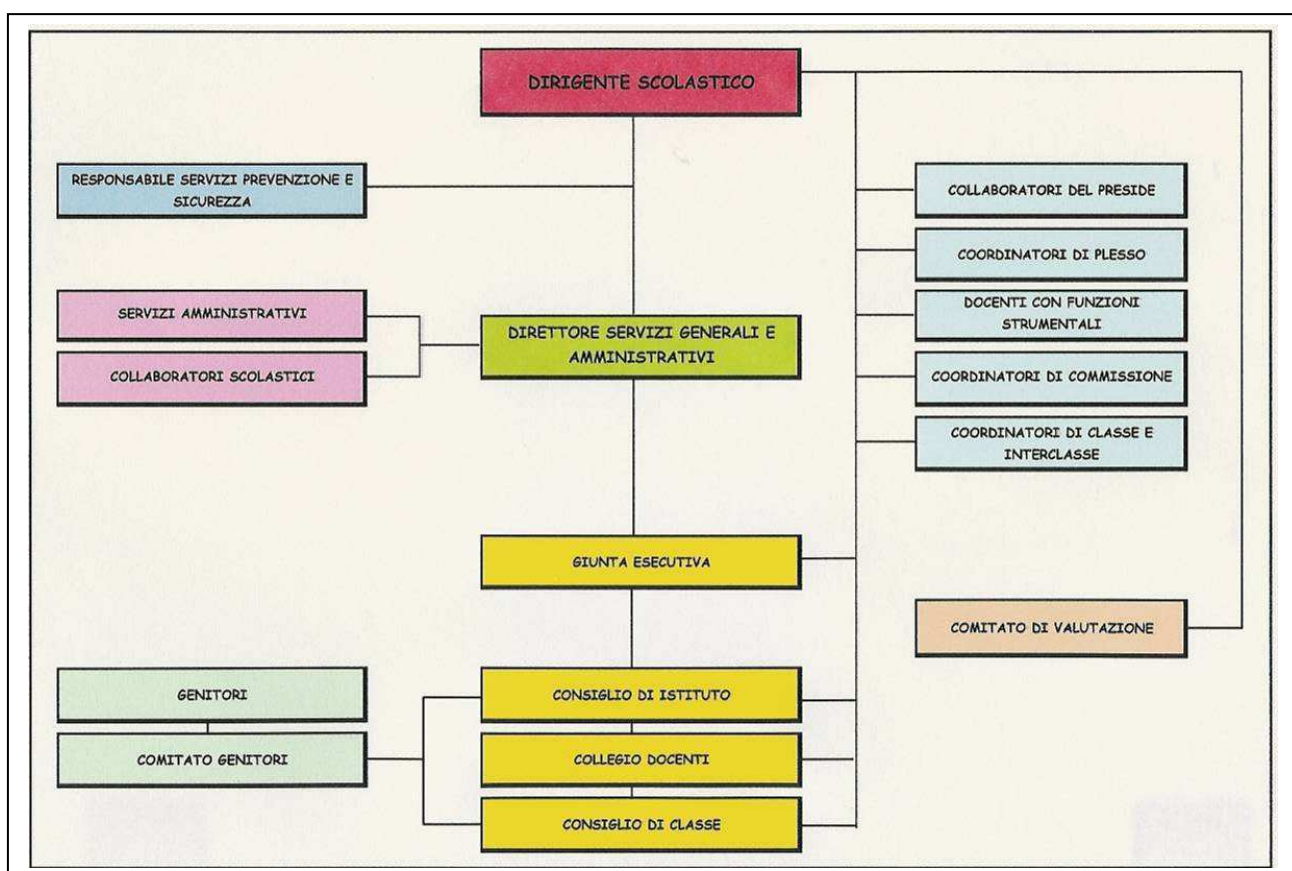 DIRIGENTE SCOLASTICO
RESPONSABILE SERVIZI PREVENZIONE E
SICUREZZA
COLLABORATORI DEL PRESIDE
COORDINATORI DI PLESSO
SERVIZI AMMINISTRATIVI
COLLABORATORI SCOLASTICI
DIRETTORE SERVIZI GENERALI E
AMMINISTRATIVI
DOCENTI CON FUNZIONI
STRUMENTALI
COORDINATORI DI COMMISSIONE
COORDINATORI DI CLASSE E
INTERCLASSE
GIUNTA ESECUTIVA
COMITATO DI VALUTAZIONE
GENITORI
COMITATO GENITORI
CONSIGLIO DI ISTITUTO
COLLEGIO DOCENTI
CONSIGLIO DI CLASSE